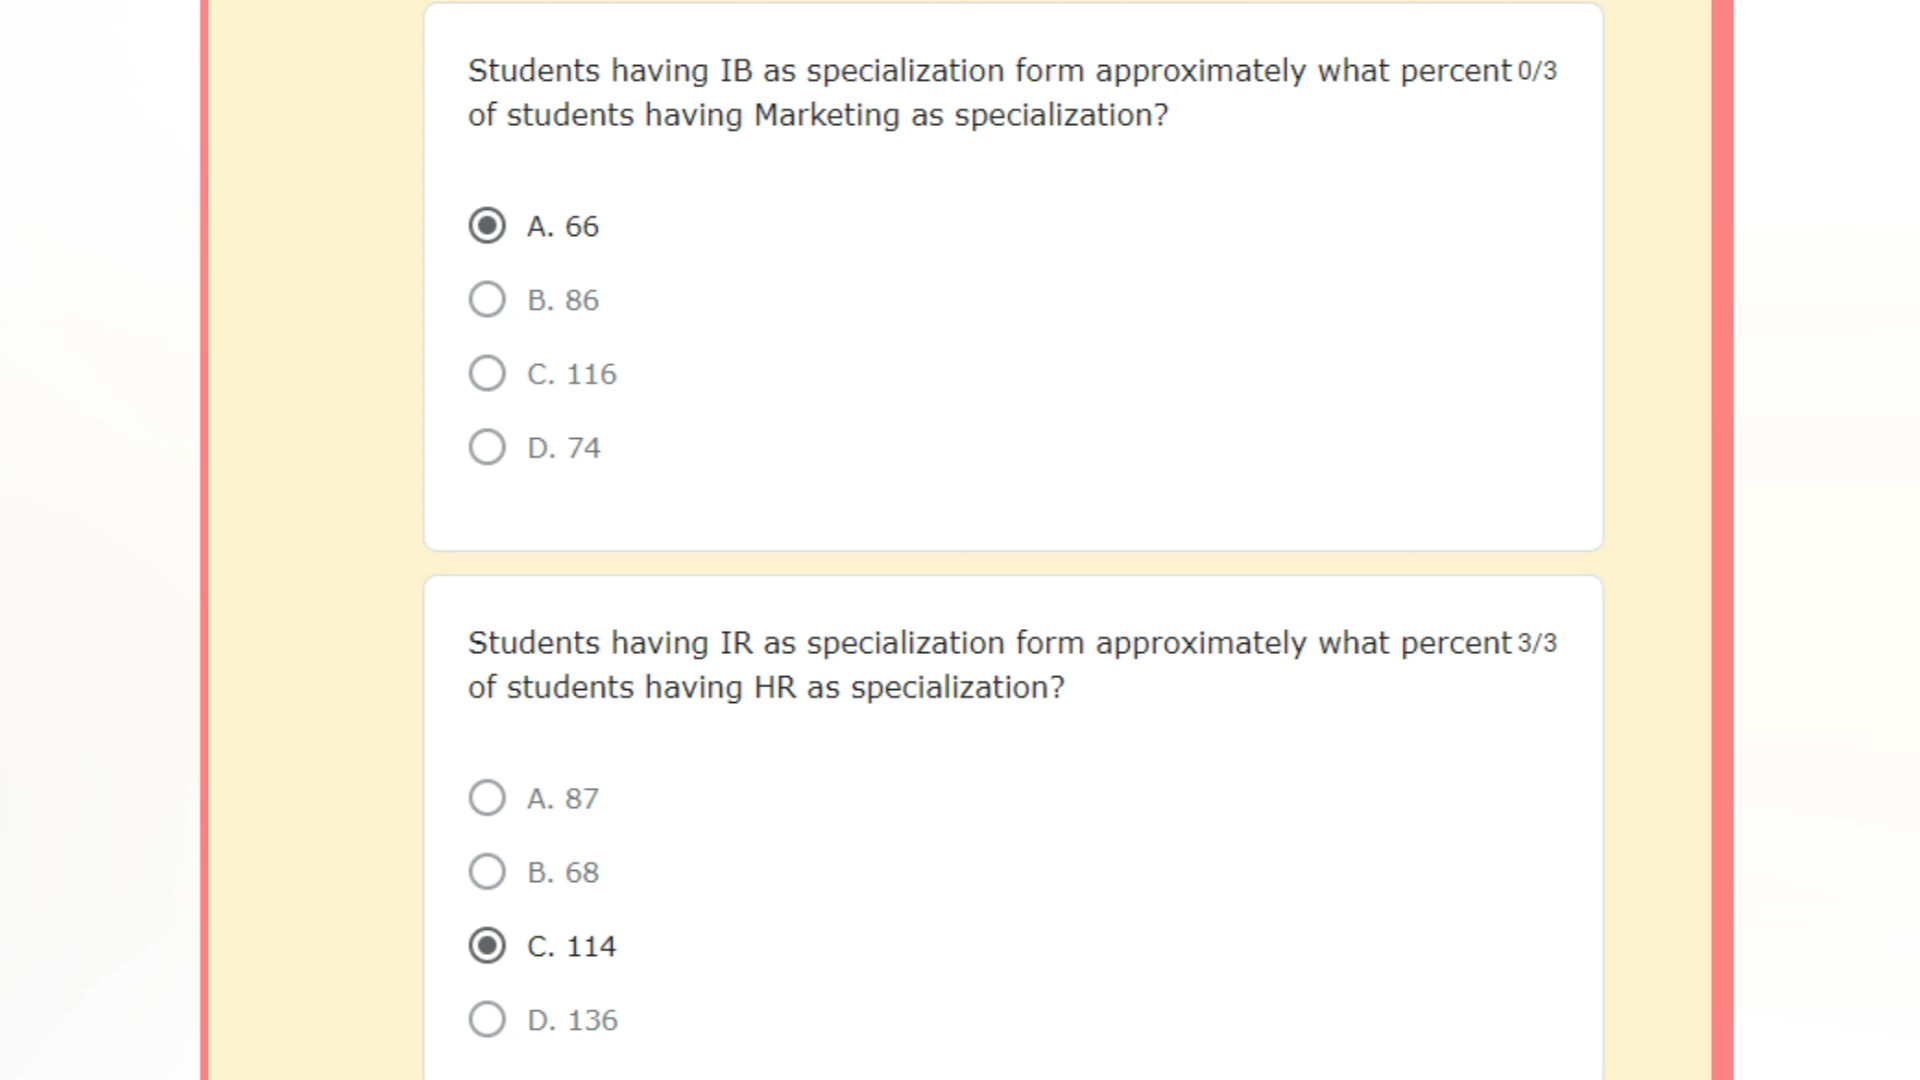 Students having IB as specialization form approximately what percent 0/3
of students having Marketing as specialization?
A. 66
B. 86
C. 116
D. 74
Students having IR as specialization form approximately what percent 3/3
of students having HR as specialization?
A. 87
B. 68
C. 114
D. 136